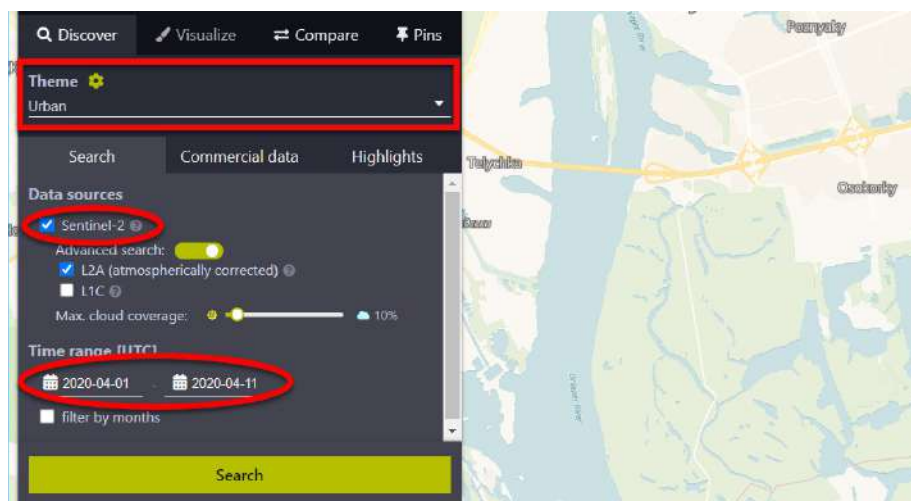 Discover Visualize Compare Pins
Theme
Urban
Search Commercial data Highlights
Data sources
Sentinel-2
Advanced search:
L2A (atmospherically corrected)
L1C
Max. cloud coverage: 10%
Time range [UTC]
2020-04-01 - 2020-04-11
filter by months
Search
Poznyaky
Telychka
Osokorky